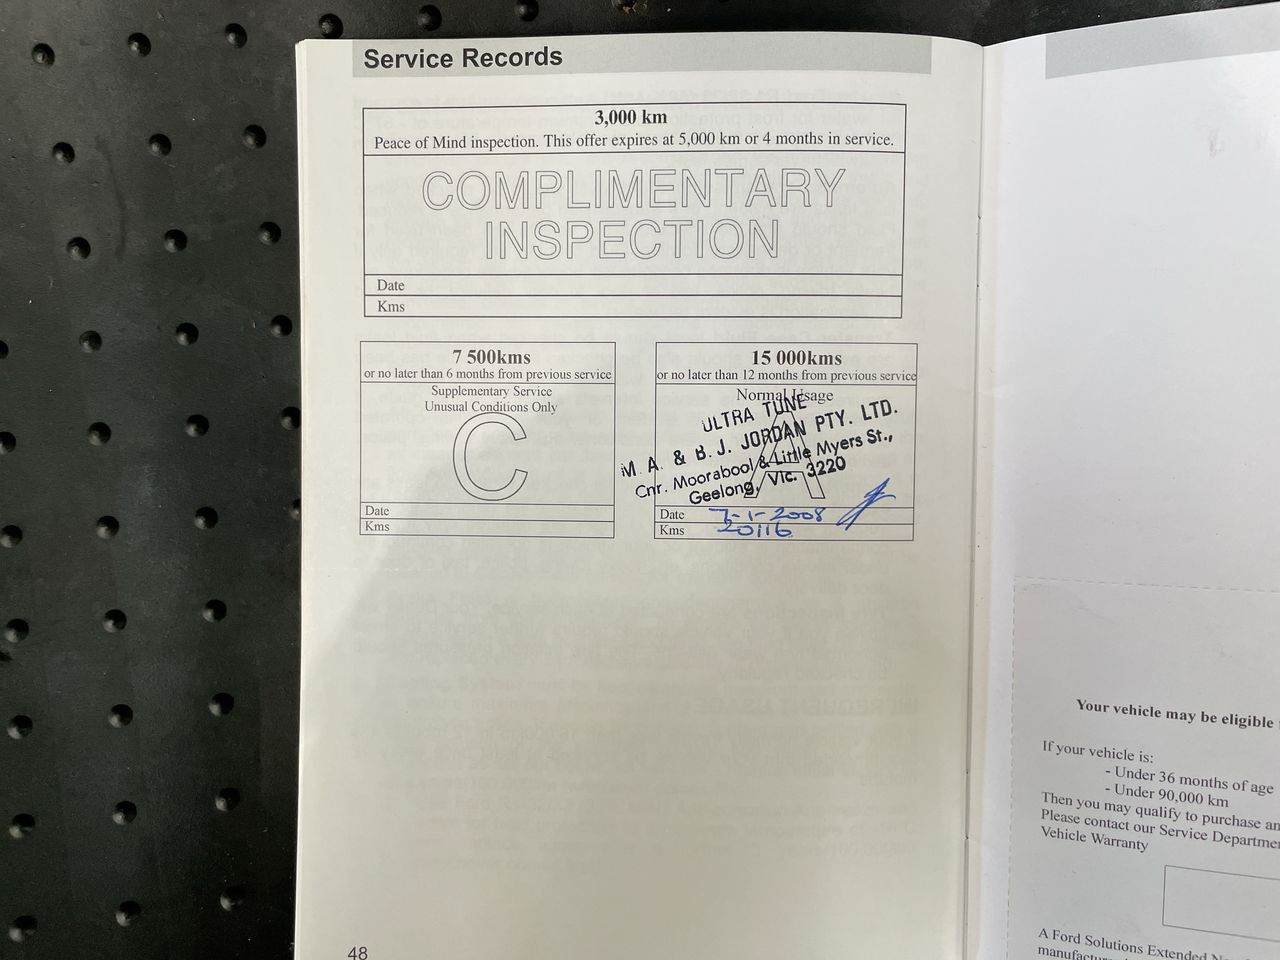 Service Records
3,000 km
Peace of Mind inspection. This offer expires at 5,000 km or 4 months in service.
COMPLIMENTARY
INSPECTION
Date
Kms
7 500kms
or no later than 6 months from previous service
Supplementary Service
Unusual Conditions Only
C
Date
Kms
15 000kms
or no later than 12 months from previous service
Normal Usage
A
ULTRA TUNE
M. A. & B. J. JORDAN PTY. LTD.
Cnr. Moorabool & Little Myers St.,
Geelong, Vic. 3220
Date 7-1-2008
Kms 20116
48
Your vehicle may be eligible
If your vehicle is:
- Under 36 months of age
- Under 90,000 km
Then you may qualify to purchase an
Please contact our Service Departme
Vehicle Warranty
A Ford Solutions Extended
manufactu